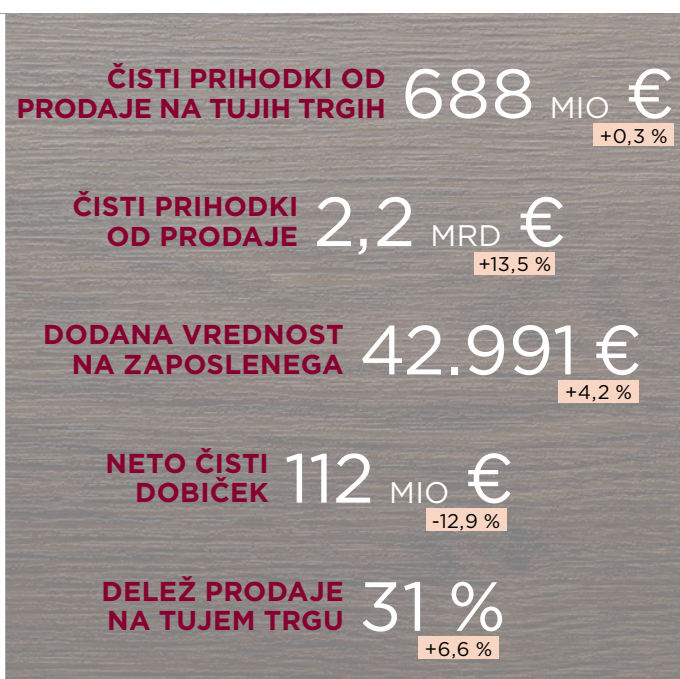 ČISTI PRIHODKI OD
PRODAJE NA TUJIH TRGIH 688 MIO €
+0,3 %
ČISTI PRIHODKI
OD PRODAJE 2,2 MRD €
+13,5 %
DODANA VREDNOST
NA ZAPOSLENEGA 42.991 €
+4,2 %
NETO ČISTI
DOBIČEK 112 MIO €
-12,9 %
DELEŽ PRODAJE
NA TUJEM TRGU 31 %
+6,6 %